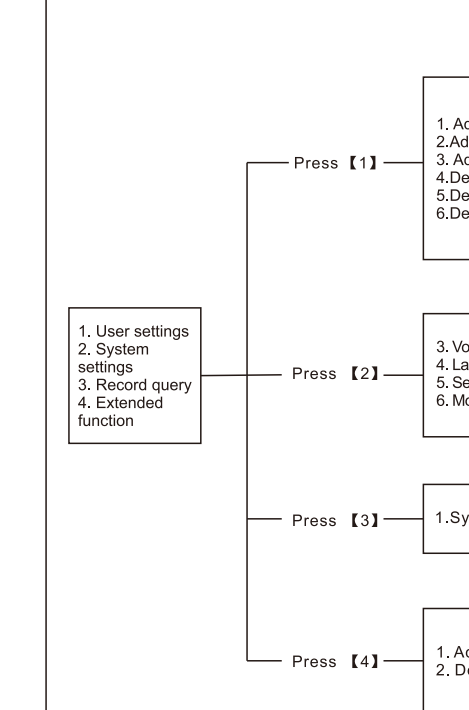 1. User settings
2. System
settings
3. Record query
4. Extended
function
Press 【1】
1. Ac
2.Ad
3. Ac
4.De
5.De
6.De
Press 【2】
3. Vo
4. La
5. Se
6. Mo
Press 【3】
1.Sy
Press 【4】
1. Ac
2. De